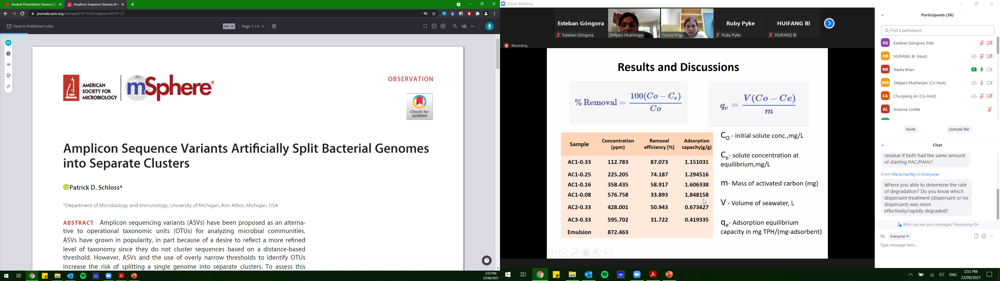 Student Presentation Session 3 |
Amplicon Sequence Variants Arti
journals.asm.org/doi/epdf/10.1128/mSphere.00191-21
View in Publisher's site
PDF
Page 1 / 6
AMERICAN
SOCIETY FOR
MICROBIOLOGY
mSphere®
OBSERVATION
Check for
updates
Amplicon Sequence Variants Artificially Split Bacterial Genomes
into Separate Clusters
iD Patrick D. Schlossᵃ
ᵃDepartment of Microbiology and Immunology, University of Michigan, Ann Arbor, Michigan, USA
ABSTRACT Amplicon sequencing variants (ASVs) have been proposed as an alterna-
tive to operational taxonomic units (OTUs) for analyzing microbial communities.
ASVs have grown in popularity, in part because of a desire to reflect a more refined
level of taxonomy since they do not cluster sequences based on a distance-based
threshold. However, ASVs and the use of overly narrow thresholds to identify OTUs
increase the risk of splitting a single genome into separate clusters. To assess this
3:55 PM
23/09/2021
Zoom Meeting
Esteban Góngora
Esteban Góngora
Debjani Mukherjee
Nadia Khan
Ruby Pyke
Ruby Pyke
HUIFANG BI
HUIFANG BI
Recording
Results and Discussions
% Removal = 100(Co − Cₑ) / Co
qₑ = V(Co − Ce) / m
Sample Concentration (ppm) Removal efficiency (%) Adsorption capacity(g/g)
AC1-0.33 112.783 87.073 1.151031
AC1-0.25 225.205 74.187 1.294516
AC1-0.16 358.435 58.917 1.606338
AC1-0.08 576.758 33.893 1.848158
AC2-0.33 428.001 50.943 0.673427
AC3-0.33 595.702 31.722 0.419335
Emulsion 872.463
C₀ - initial solute conc.,mg/L
Cₑ- solute concentration at
equilibrium,mg/L
m- Mass of activated carbon (mg)
V - Volume of seawater, L
qₑ- Adsorption equilibrium
capacity in mg TPH/(mg-adsorbent)
Participants (36)
Find a participant
EG Esteban Góngora (Me)
HB HUIFANG BI (Host)
NK Nadia Khan
DM Debjani Mukherjee (Co-host)
CA Chunjiang An (Co-host)
AL Antoine Lirette
Invite
Unmute Me
Chat
residue if both had the same amount
of starting PAC/PAHs?
From Maria Hartley to Everyone:
Where you able to determine the rate
of degradation? Do you know which
dispersant treatment (dispersant or no
dispersant) was more
effectively/rapidly degraded?
Who can see your messages? Recording On
To: Everyone
Type message here...
ENG
3:55 PM
23/09/2021